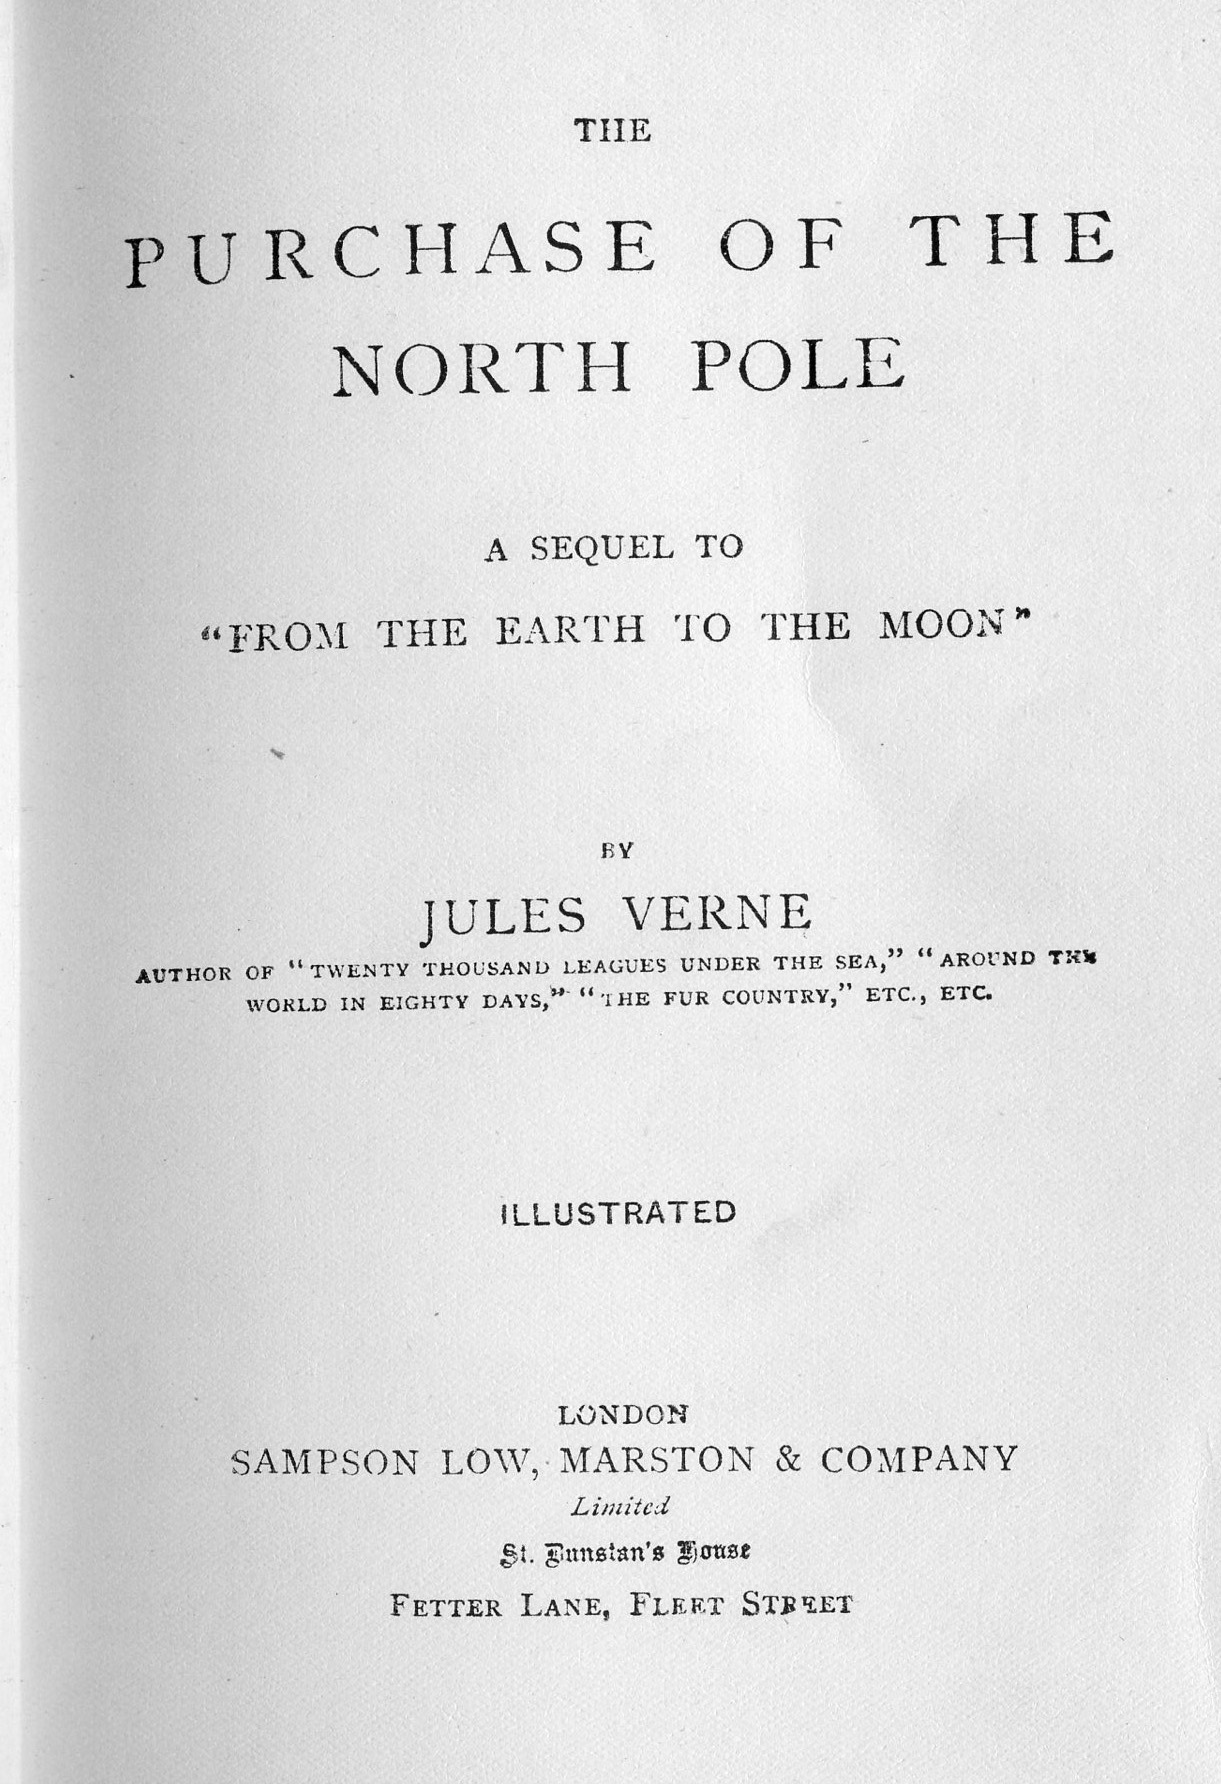 THE
PURCHASE OF THE
NORTH POLE
A SEQUEL TO
“FROM THE EARTH TO THE MOON”
BY
JULES VERNE
AUTHOR OF “TWENTY THOUSAND LEAGUES UNDER THE SEA,” “AROUND THE
WORLD IN EIGHTY DAYS,” “THE FUR COUNTRY,” ETC., ETC.
ILLUSTRATED
LONDON
SAMPSON LOW, MARSTON & COMPANY
Limited
St. Dunstan's House
FETTER LANE, FLEET STREET